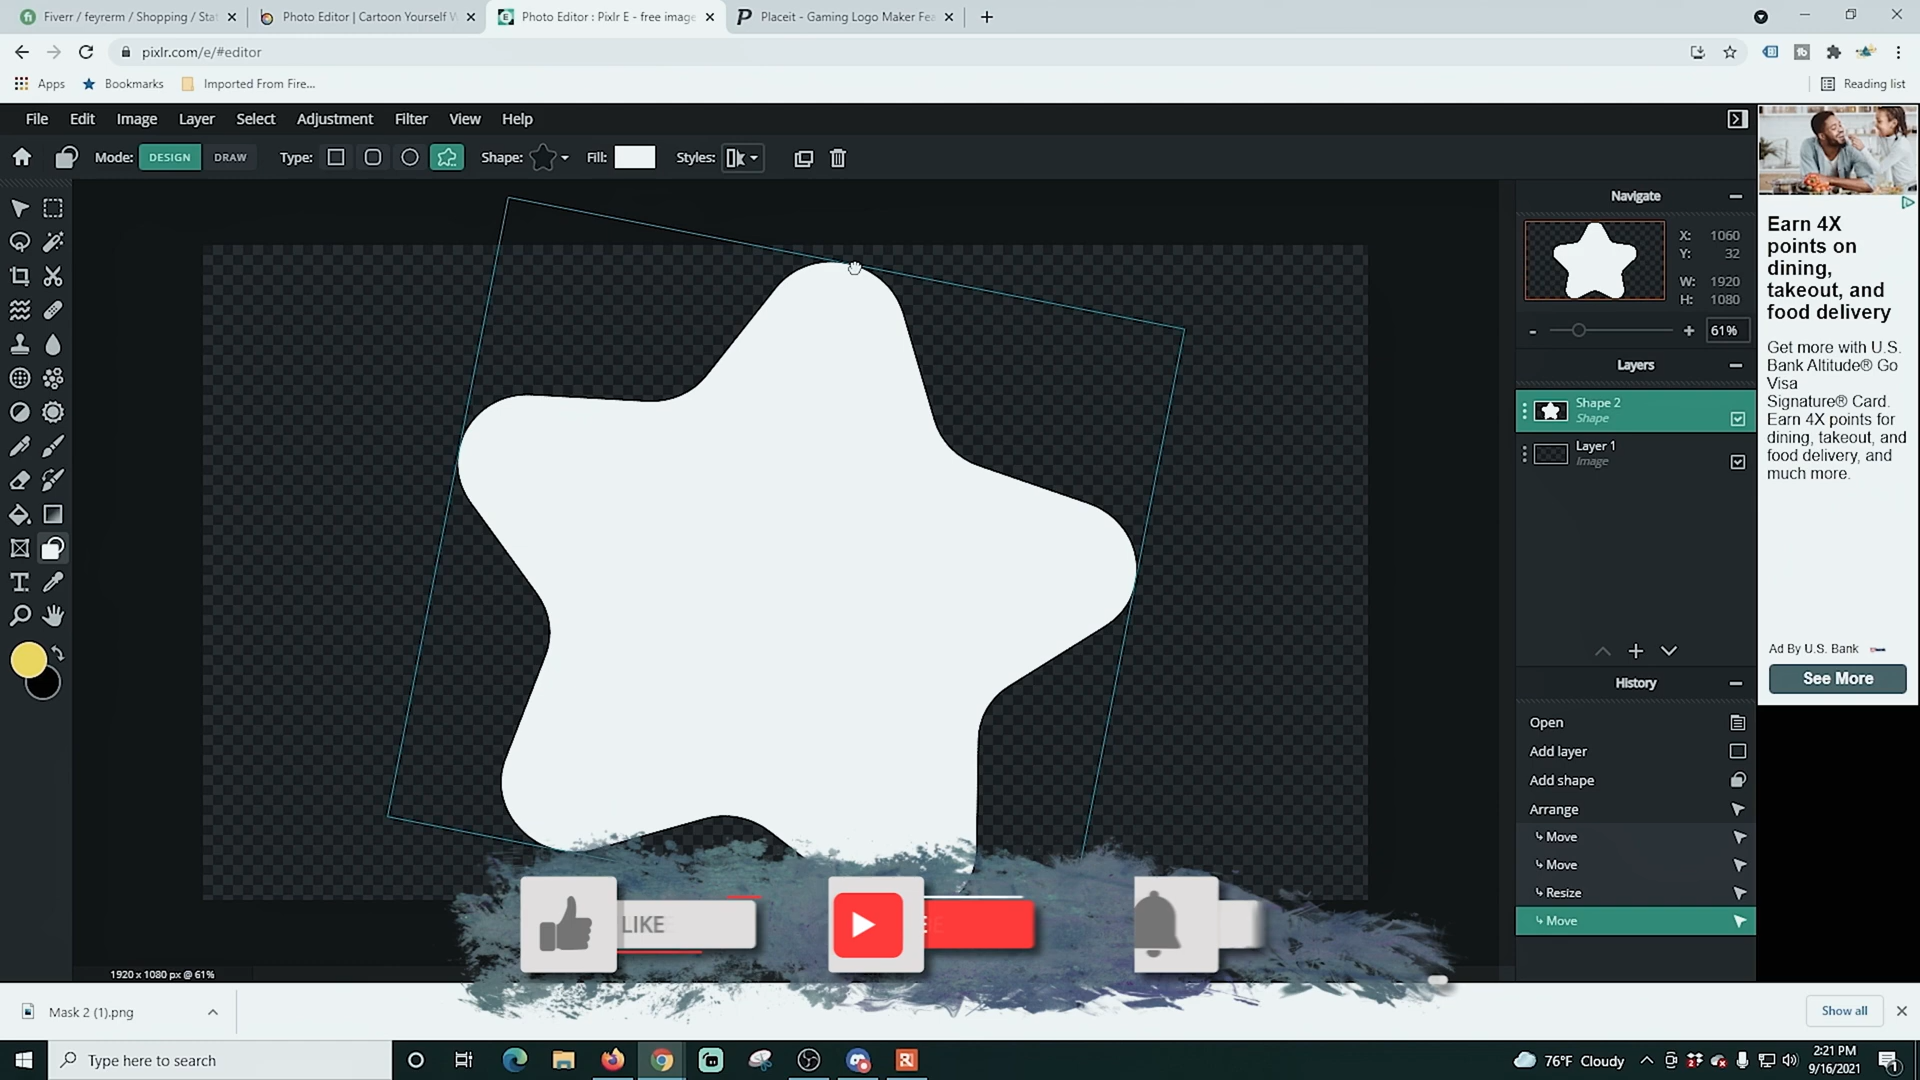 Fiverr / feyrerm / Shopping / Stat
Photo Editor | Cartoon Yourself W
Photo Editor : Pixlr E - free image
Placeit - Gaming Logo Maker Fea
pixlr.com/e/#editor
Apps
Bookmarks
Imported From Fire...
Reading list
File
Edit
Image
Layer
Select
Adjustment
Filter
View
Help
Mode:
DESIGN
DRAW
Type:
Shape:
Fill:
Styles:
Navigate
X: 1060
Y: 32
W: 1920
H: 1080
61%
Layers
Shape 2
Shape
Layer 1
Image
History
Open
Add layer
Add shape
Arrange
Move
Move
Resize
Move
Earn 4X
points on
dining,
takeout, and
food delivery
Get more with U.S.
Bank Altitude® Go
Visa
Signature® Card.
Earn 4X points for
dining, takeout, and
food delivery, and
much more.
Ad By U.S. Bank
See More
LIKE
1920 x 1080 px @ 61%
Mask 2 (1).png
Show all
Type here to search
76°F Cloudy
2:21 PM
9/16/2021
1